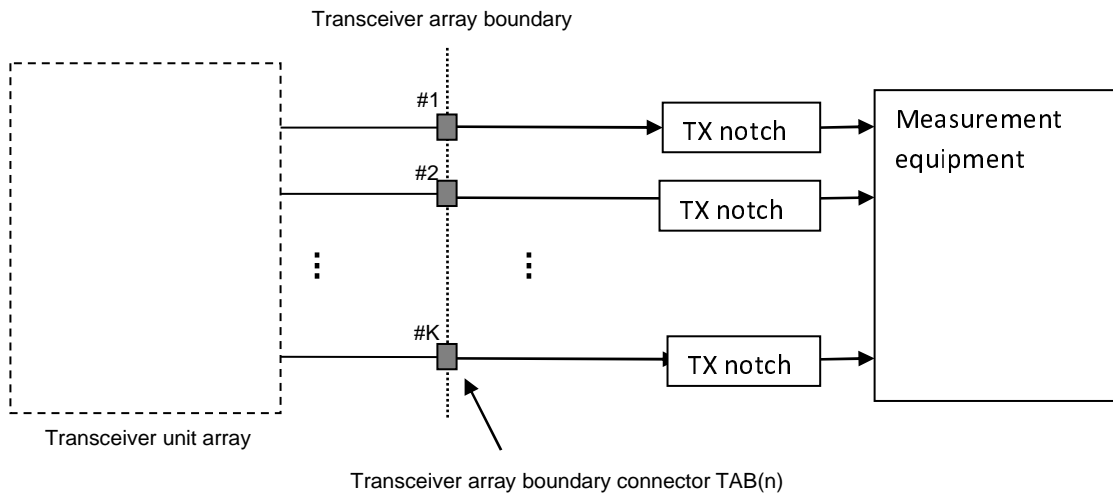 Transceiver array boundary
#1
TX notch
Measurement
equipment
#2
TX notch
#K
TX notch
Transceiver unit array
Transceiver array boundary connector TAB(n)